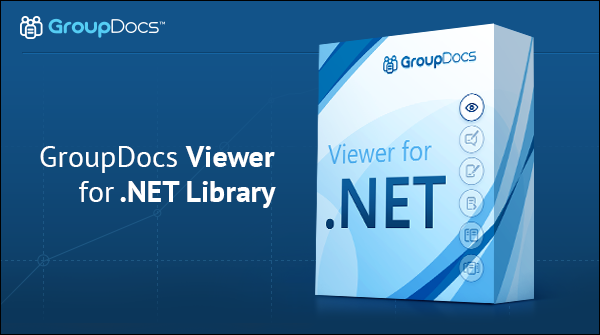 GroupDocs™
GroupDocs Viewer
for .NET Library
GroupDocs
Viewer for
.NET